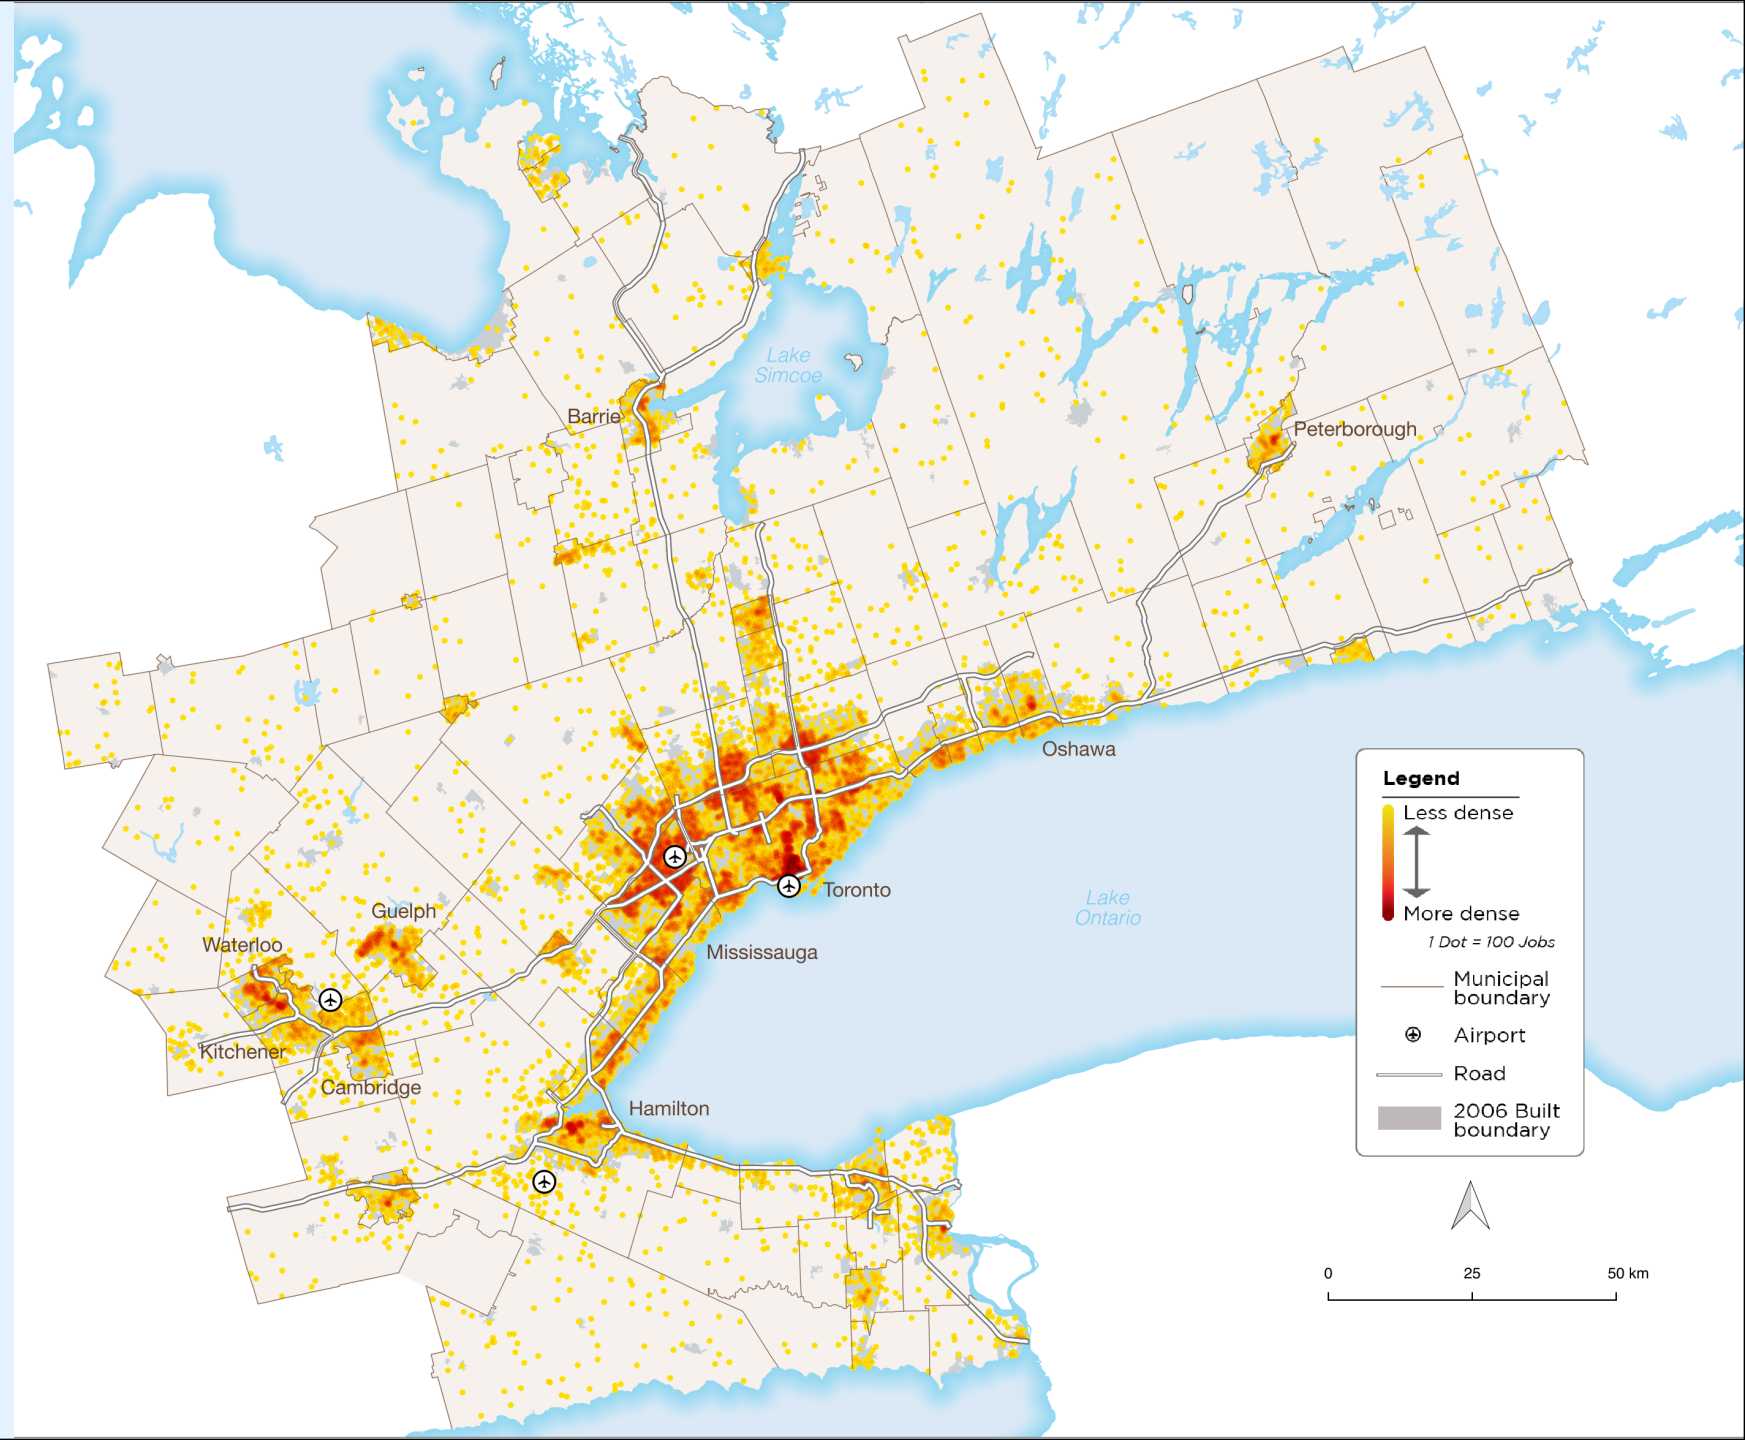 Lake
Simcoe
Barrie
Peterborough
Oshawa
Legend
Less dense
More dense
1 Dot = 100 Jobs
Municipal
boundary
Airport
Road
2006 Built
boundary
Toronto
Lake
Ontario
Guelph
Waterloo
Mississauga
Kitchener
Cambridge
Hamilton
0 25 50 km